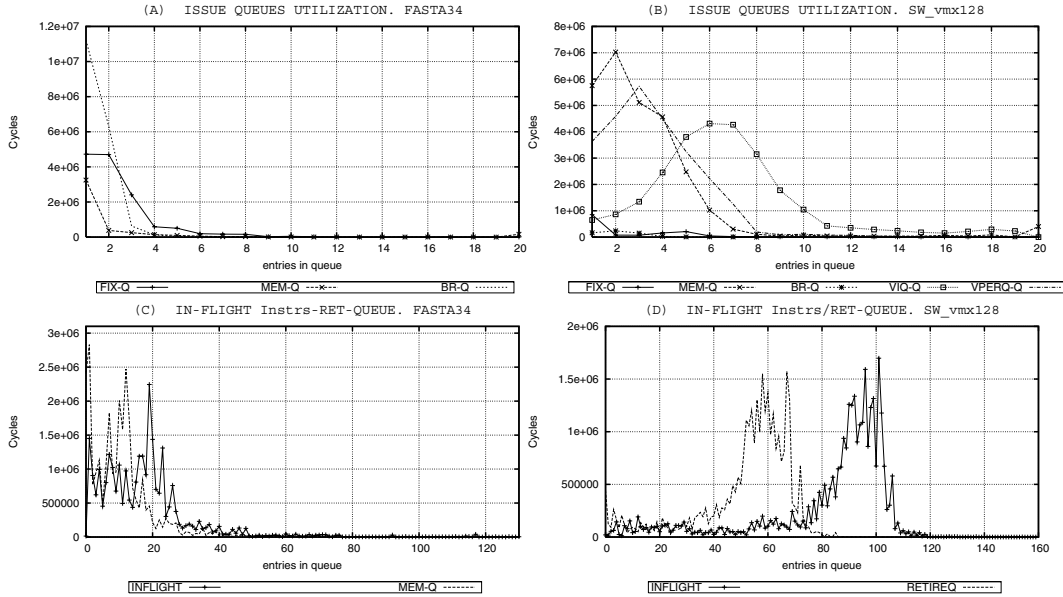 (A) ISSUE QUEUES UTILIZATION. FASTA34
1.2e+07
1e+07
8e+06
6e+06
4e+06
2e+06
0
Cycles
2 4 6 8 10 12 14 16 18 20
entries in queue
FIX-Q MEM-Q BR-Q
(B) ISSUE QUEUES UTILIZATION. SW_vmx128
8e+06
7e+06
6e+06
5e+06
4e+06
3e+06
2e+06
1e+06
0
Cycles
2 4 6 8 10 12 14 16 18 20
entries in queue
FIX-Q MEM-Q BR-Q VIQ-Q VPERQ-Q
(C) IN-FLIGHT Instrs-RET-QUEUE. FASTA34
3e+06
2.5e+06
2e+06
1.5e+06
1e+06
500000
0
Cycles
0 20 40 60 80 100 120
entries in queue
INFLIGHT MEM-Q
(D) IN-FLIGHT Instrs/RET-QUEUE. SW_vmx128
2e+06
1.5e+06
1e+06
500000
0
Cycles
0 20 40 60 80 100 120 140 160
entries in queue
INFLIGHT RETIREQ